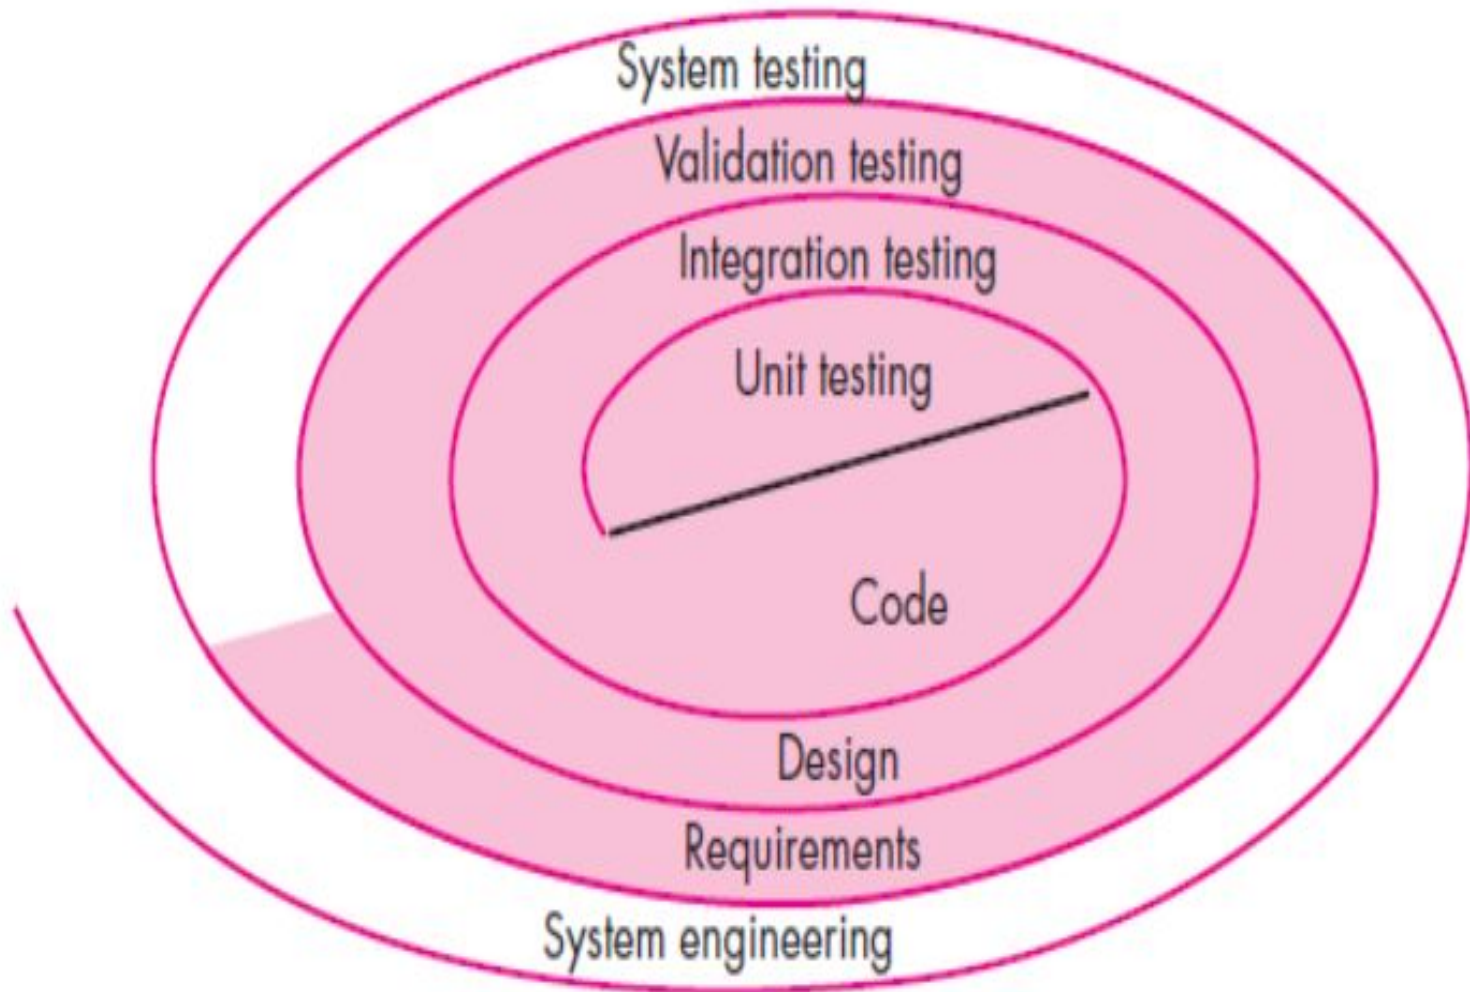 System testing
Validation testing
Integration testing
Unit testing
Code
Design
Requirements
System engineering